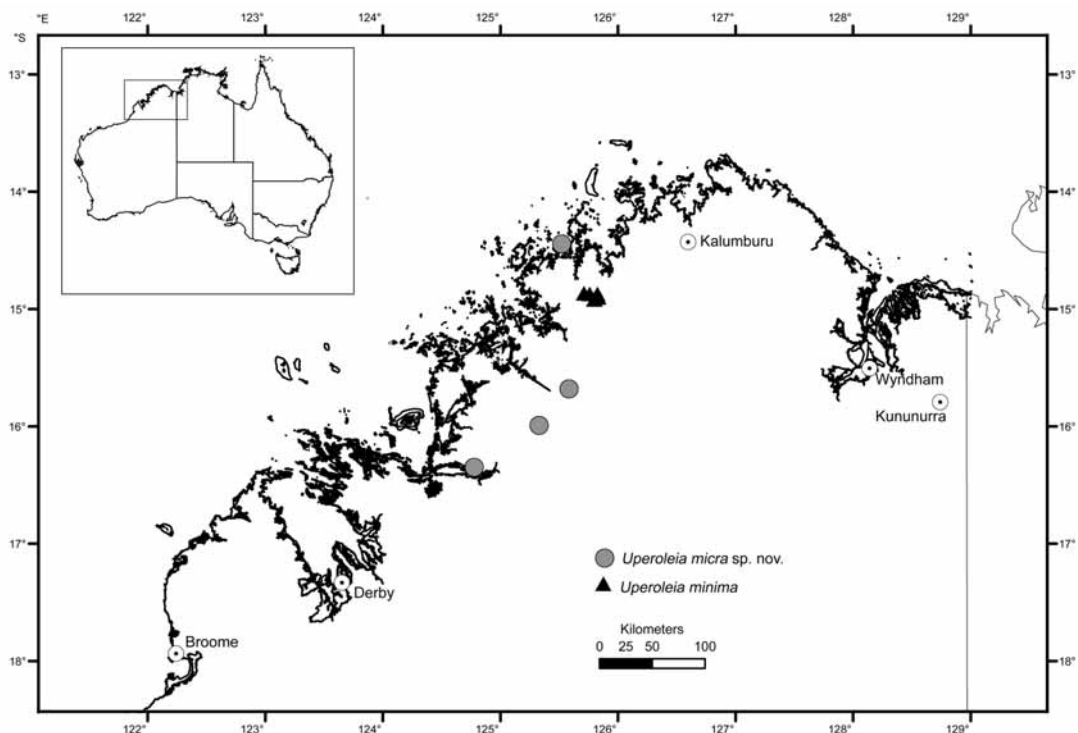 °E 122° 123° 124° 125° 126° 127° 128° 129°
°S
13° 13°
14° 14°
Kalumburu
15° 15°
Wyndham
Kununurra
16° 16°
17° 17°
Uperoleia micra sp. nov.
Uperoleia minima
Derby
Kilometers
0 25 50 100
Broome
18° 18°
122° 123° 124° 125° 126° 127° 128° 129°